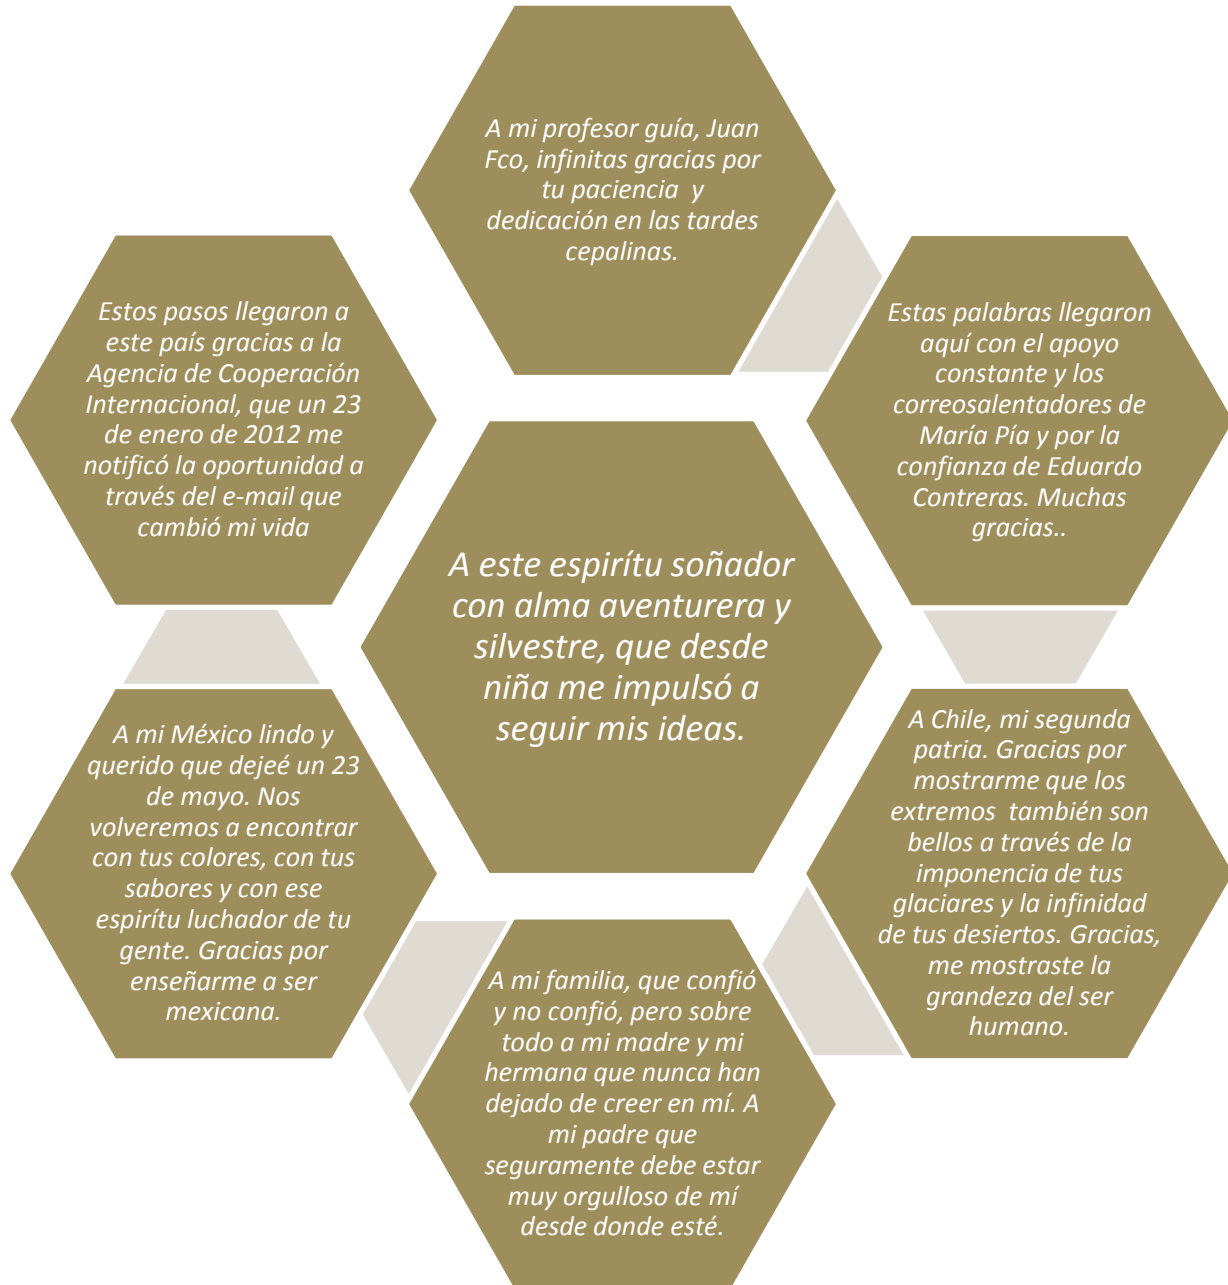 A mi profesor guía, Juan
Fco, infinitas gracias por
tu paciencia y
dedicación en las tardes
cepalinas.
Estas palabras llegaron
aquí con el apoyo
constante y los
correosalentadores de
María Pía y por la
confianza de Eduardo
Contreras. Muchas
gracias..
A Chile, mi segunda
patria. Gracias por
mostrarme que los
extremos también son
bellos a través de la
imponencia de tus
glaciares y la infinidad
de tus desiertos. Gracias,
me mostraste la
grandeza del ser
humano.
A mi familia, que confió
y no confió, pero sobre
todo a mi madre y mi
hermana que nunca han
dejado de creer en mí. A
mi padre que
seguramente debe estar
muy orgulloso de mí
desde donde esté.
A mi México lindo y
querido que dejeé un 23
de mayo. Nos
volveremos a encontrar
con tus colores, con tus
sabores y con ese
espirítu luchador de tu
gente. Gracias por
enseñarme a ser
mexicana.
Estos pasos llegaron a
este país gracias a la
Agencia de Cooperación
Internacional, que un 23
de enero de 2012 me
notificó la oportunidad a
través del e-mail que
cambió mi vida
A este espirítu soñador
con alma aventurera y
silvestre, que desde
niña me impulsó a
seguir mis ideas.